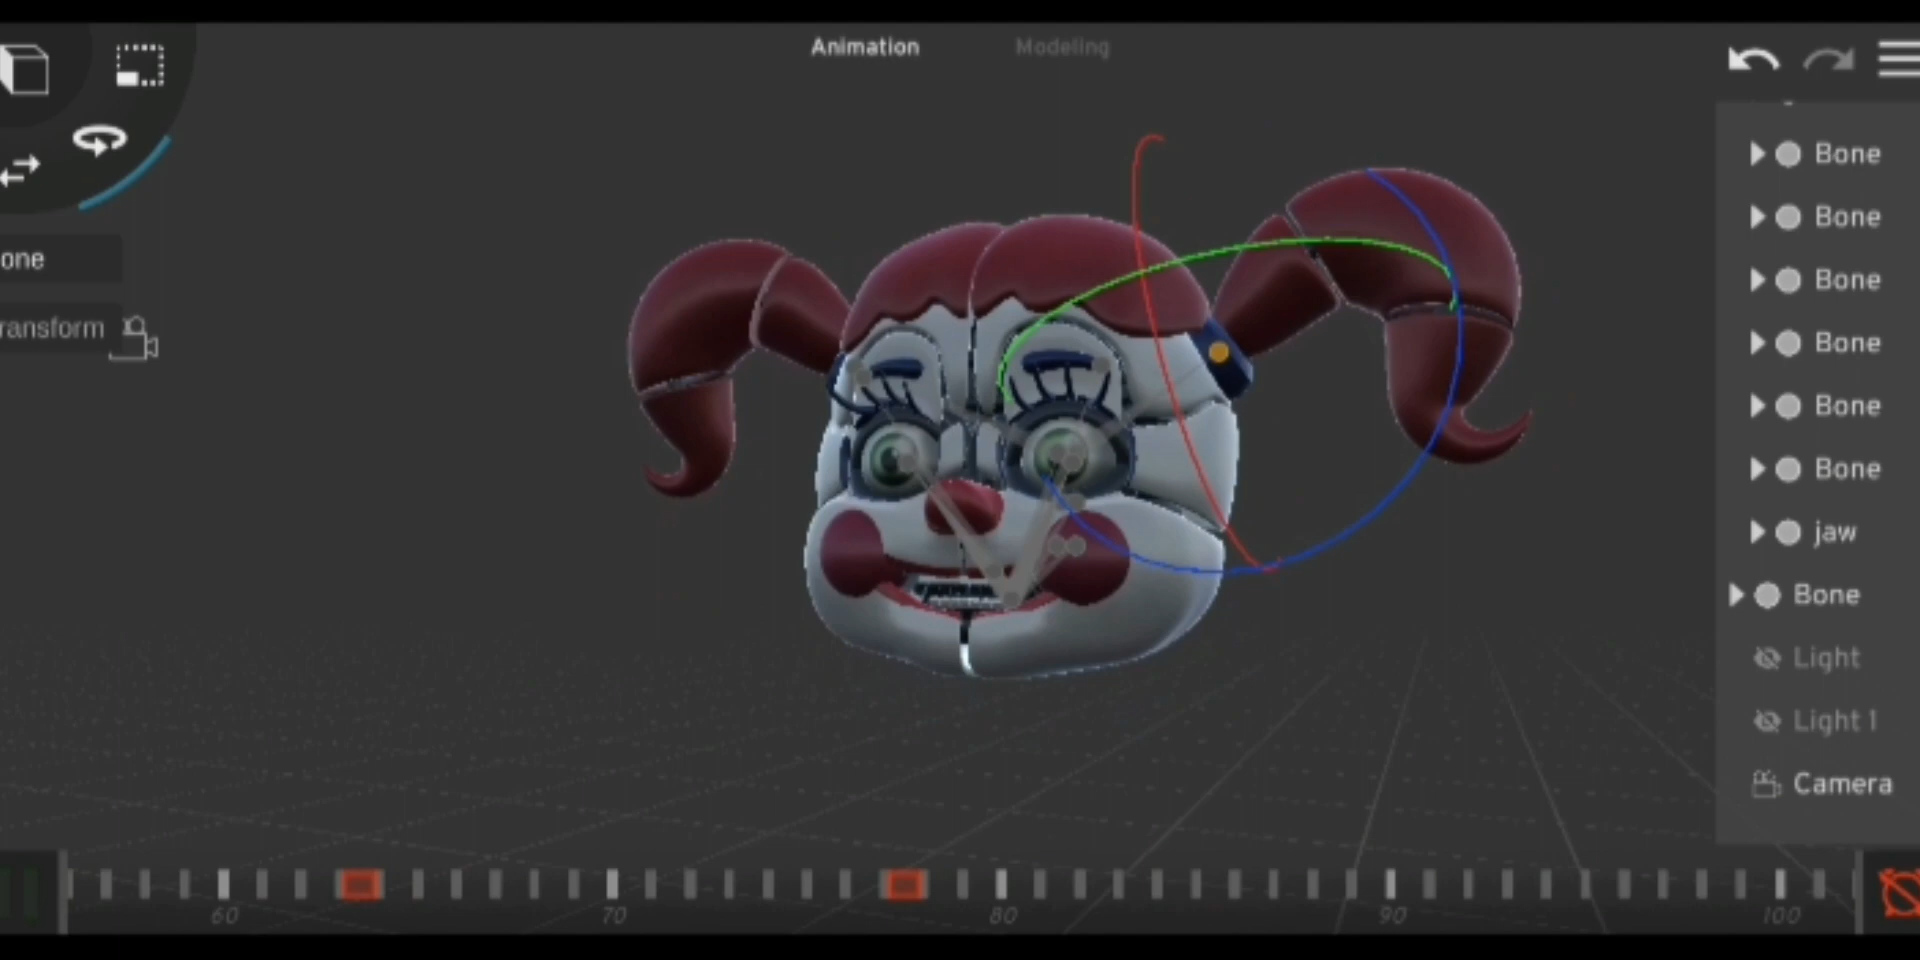 Animation
Modeling
one
ransform
Bone
Bone
Bone
Bone
Bone
Bone
jaw
Bone
Light
Light 1
Camera
60
70
80
90
100